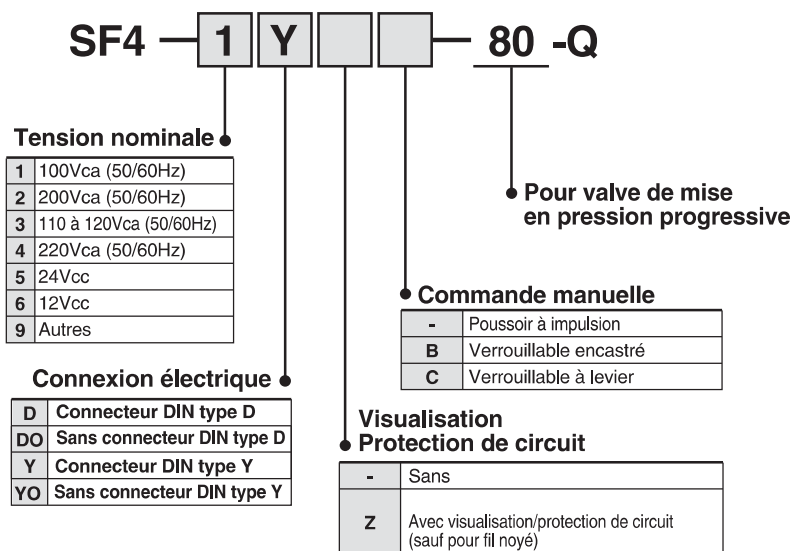 SF4 — 1 Y — 80 -Q
Tension nominale
1 100Vca (50/60Hz)
2 200Vca (50/60Hz)
3 110 à 120Vca (50/60Hz)
4 220Vca (50/60Hz)
5 24Vcc
6 12Vcc
9 Autres
Pour valve de mise
en pression progressive
Commande manuelle
- Poussoir à impulsion
B Verrouillable encastré
C Verrouillable à levier
Connexion électrique
D Connecteur DIN type D
DO Sans connecteur DIN type D
Y Connecteur DIN type Y
YO Sans connecteur DIN type Y
Visualisation
Protection de circuit
- Sans
Z Avec visualisation/protection de circuit
(sauf pour fil noyé)